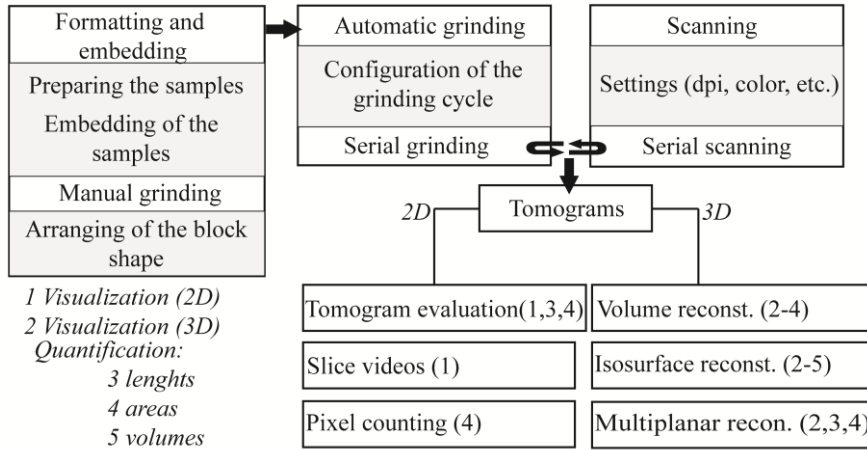 Formatting and
embedding
Preparing the samples
Embedding of the
samples
Manual grinding
Arranging of the block
shape
Automatic grinding
Configuration of the
grinding cycle
Serial grinding
Scanning
Settings (dpi, color, etc.)
Serial scanning
2D
Tomograms
3D
1 Visualization (2D)
2 Visualization (3D)
Quantification:
3 lenghts
4 areas
5 volumes
Tomogram evaluation(1,3,4)
Slice videos (1)
Pixel counting (4)
Volume reconst. (2-4)
Isosurface reconst. (2-5)
Multiplanar recon. (2,3,4)